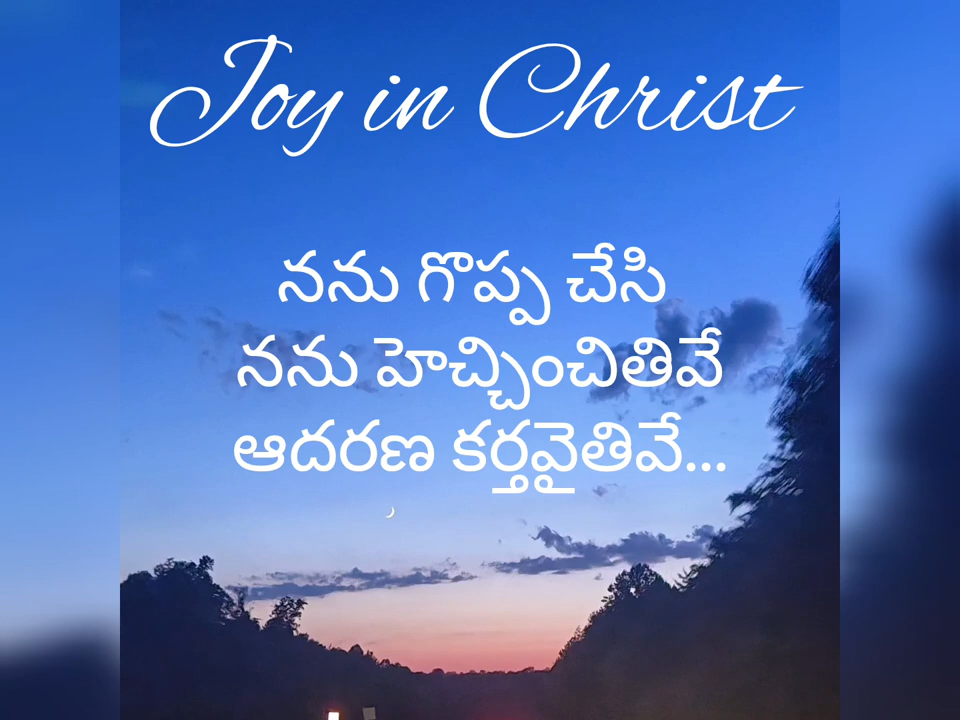 Joy in Christ
నను గొప్ప చేసి
నను హెచ్చించితివే
ఆదరణ కర్తవైతివే...